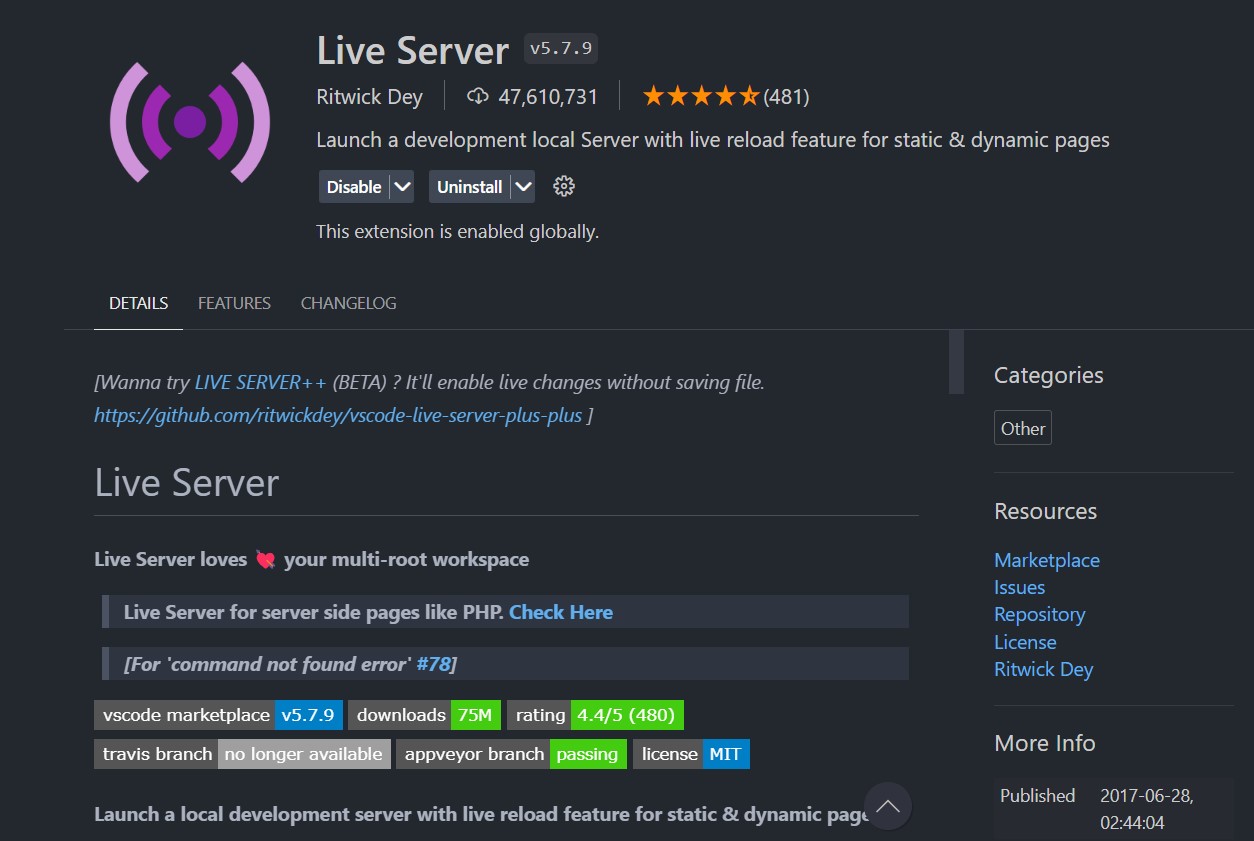 Live Server v5.7.9
Ritwick Dey 47,610,731 (481)
Launch a development local Server with live reload feature for static & dynamic pages
Disable Uninstall
This extension is enabled globally.
DETAILS FEATURES CHANGELOG
[Wanna try LIVE SERVER++ (BETA) ? It'll enable live changes without saving file.
https://github.com/ritwickdey/vscode-live-server-plus-plus ]
Live Server
Live Server loves 💘 your multi-root workspace
Live Server for server side pages like PHP. Check Here
[For 'command not found error' #78]
vscode marketplace v5.7.9 downloads 75M rating 4.4/5 (480)
travis branch no longer available appveyor branch passing license MIT
Launch a local development server with live reload feature for static & dynamic page
Categories
Other
Resources
Marketplace
Issues
Repository
License
Ritwick Dey
More Info
Published 2017-06-28,
02:44:04